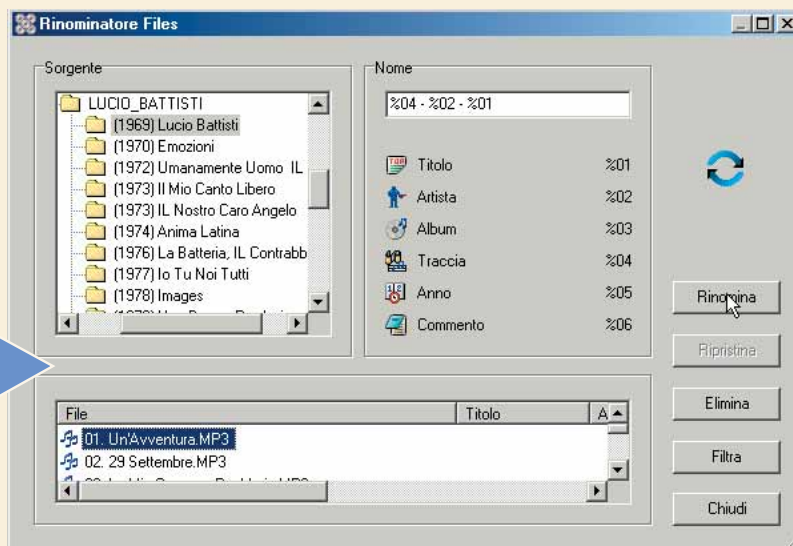 Rinominatore Files
Sorgente
LUCIO_BATTISTI
(1969) Lucio Battisti
(1970) Emozioni
(1972) Umanamente Uomo IL
(1973) Il Mio Canto Libero
(1973) IL Nostro Caro Angelo
(1974) Anima Latina
(1976) La Batteria, IL Contrabb
(1977) Io Tu Noi Tutti
(1978) Images
Nome
%04 - %02 - %01
Titolo %01
Artista %02
Album %03
Traccia %04
Anno %05
Commento %06
Rinomina
Ripristina
Elimina
Filtra
Chiudi
File Titolo A
01. Un'Avventura.MP3
02. 29 Settembre.MP3